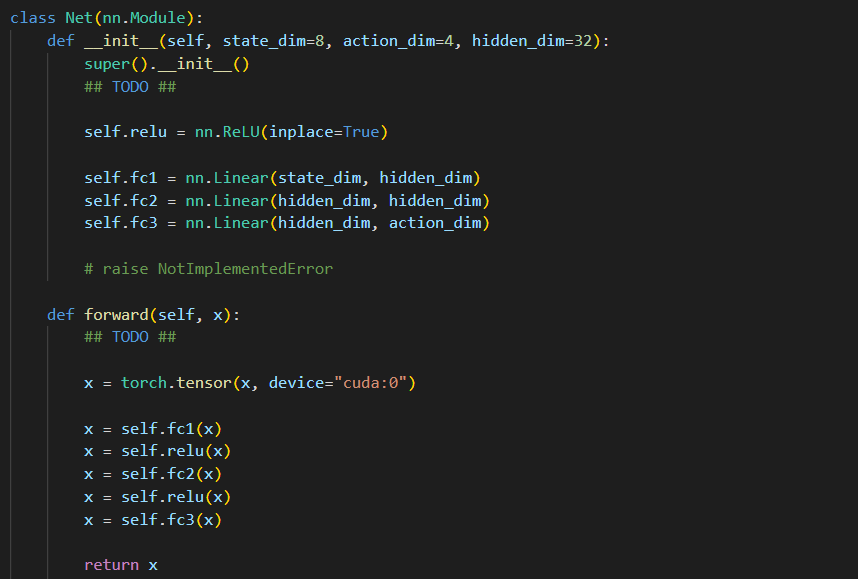 class Net(nn.Module):
    def __init__(self, state_dim=8, action_dim=4, hidden_dim=32):
        super().__init__()
        ## TODO ##
        self.relu = nn.ReLU(inplace=True)
        self.fc1 = nn.Linear(state_dim, hidden_dim)
        self.fc2 = nn.Linear(hidden_dim, hidden_dim)
        self.fc3 = nn.Linear(hidden_dim, action_dim)
        # raise NotImplementedError
    def forward(self, x):
        ## TODO ##
        x = torch.tensor(x, device="cuda:0")
        x = self.fc1(x)
        x = self.relu(x)
        x = self.fc2(x)
        x = self.relu(x)
        x = self.fc3(x)
        return x